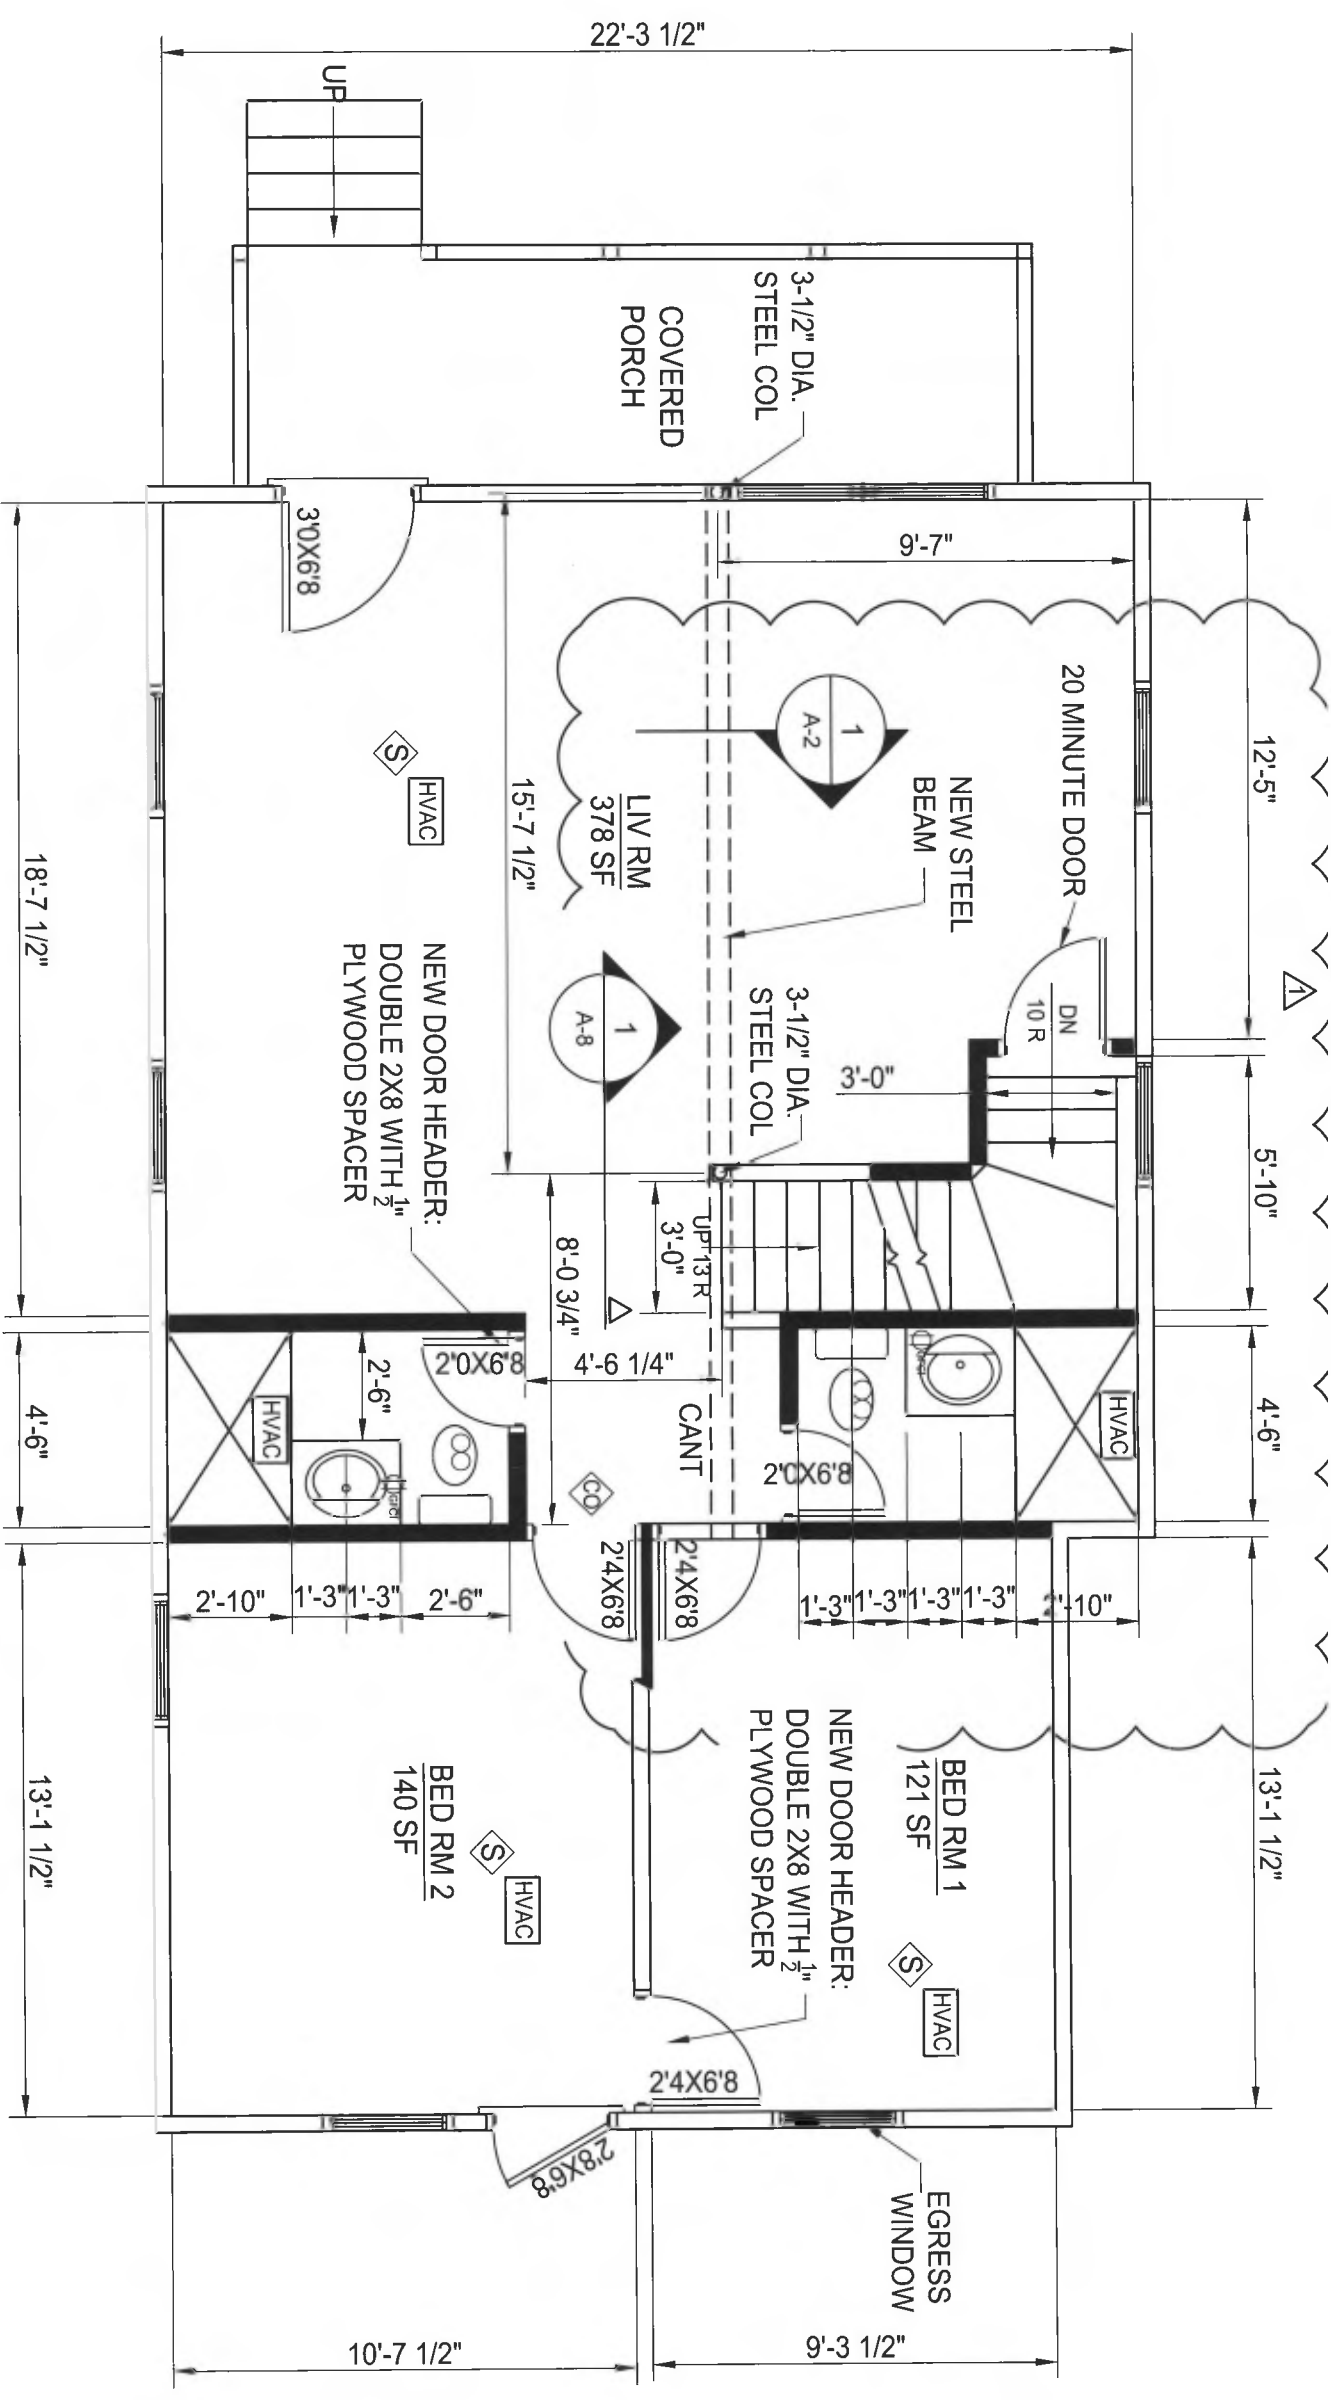 22'-3 1/2"
UP
3-1/2" DIA.
STEEL COL
COVERED
PORCH
3'0X6'8
9'-7"
12'-5"
20 MINUTE DOOR
1
A-2
NEW STEEL
BEAM
S
HVAC
15'-7 1/2"
LIV RM
378 SF
18'-7 1/2"
1
A-8
1
DN
10 R
3'-0"
3-1/2" DIA.
STEEL COL
NEW DOOR HEADER:
DOUBLE 2X8 WITH 1/2"
PLYWOOD SPACER
5'-10"
UP 13 R
3'-0"
8'-0 3/4"
4'-6 1/4"
CANT
2'0X6'8
2'-6"
HVAC
GFCI
4'-6"
GFCI
HVAC
4'-6"
2'0X6'8
CO
2'4X6'8
2'4X6'8
2'-10"
1'-3"
1'-3"
2'-6"
1'-3"
1'-3"
1'-3"
1'-3"
2'-10"
NEW DOOR HEADER:
DOUBLE 2X8 WITH 1/2"
PLYWOOD SPACER
BED RM 1
121 SF
S
HVAC
BED RM 2
140 SF
S
HVAC
13'-1 1/2"
13'-1 1/2"
2'4X6'8
2'8X6'8
EGRESS
WINDOW
10'-7 1/2"
9'-3 1/2"